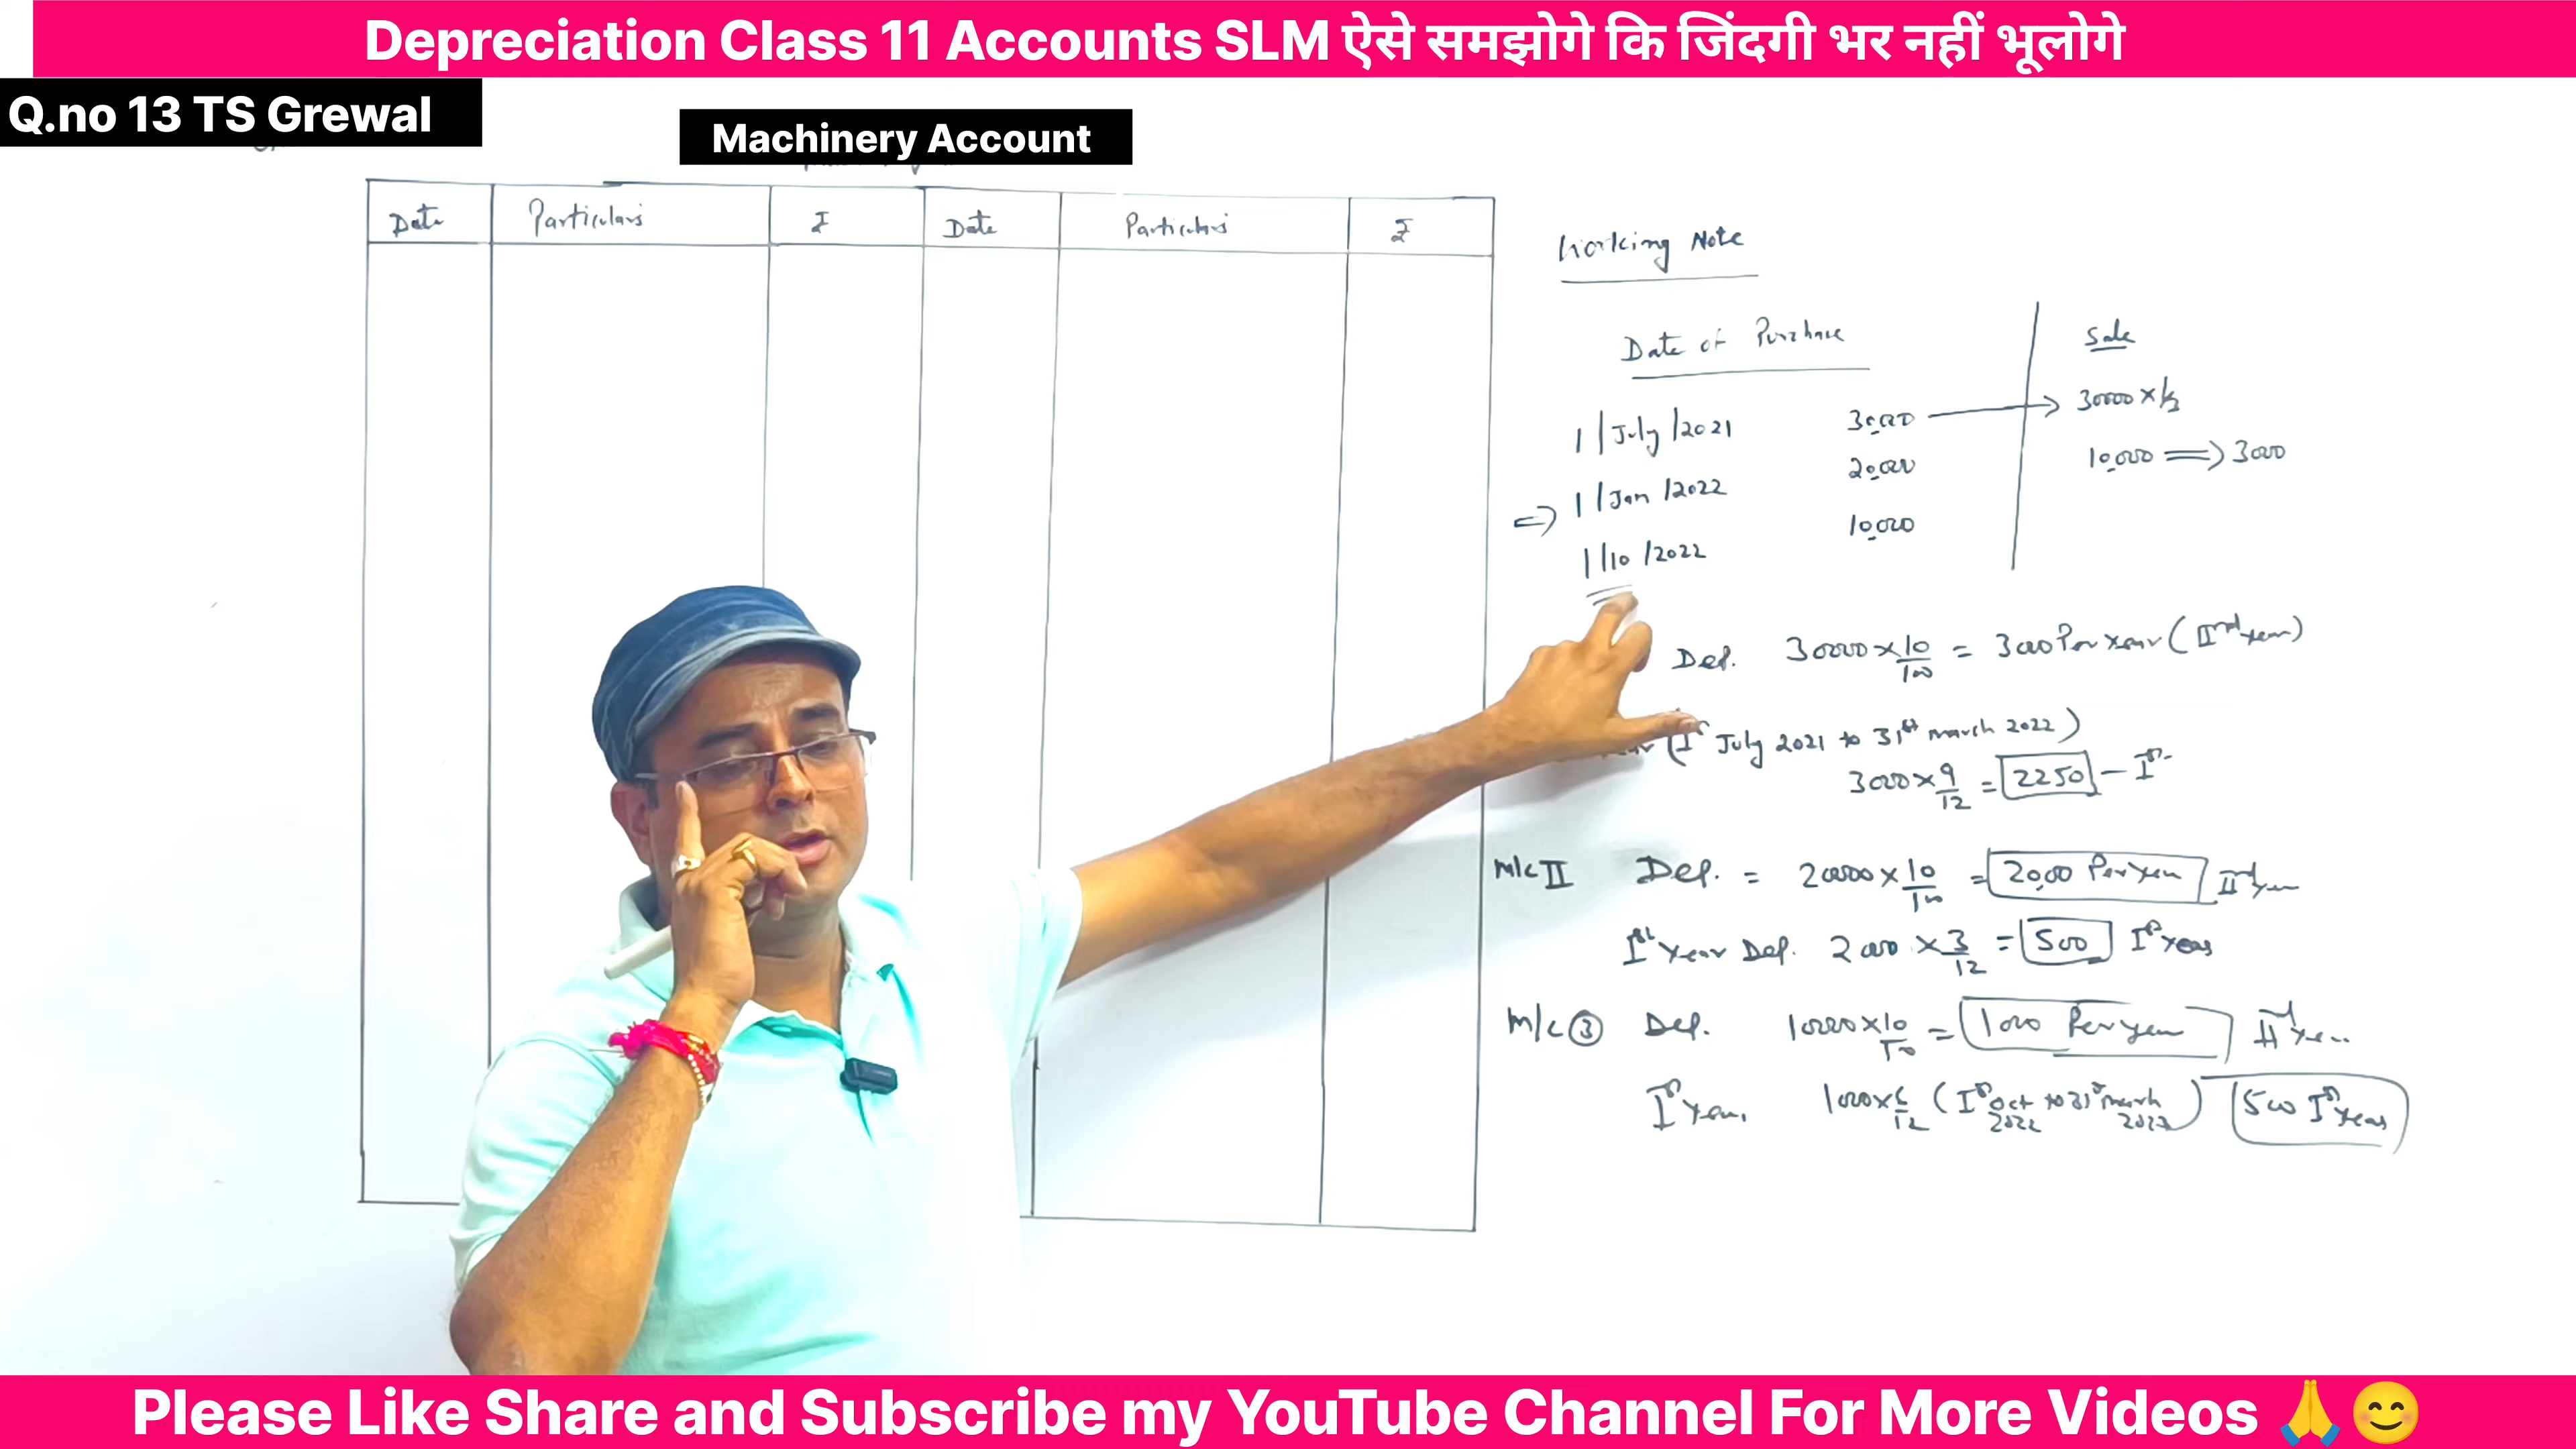 Depreciation Class 11 Accounts SLM ऐसे समझोगे कि जिंदगी भर नहीं भूलोगे
Q.no 13 TS Grewal
Machinery Account
Date Particulars ₹ Date Particulars ₹
Working Note
Date of Purchase
Sale
1/July/2021 30,000 → 30000 × 1/3
1/Jan/2022 20,000 10,000 ⇒ 3000
⇒ 1/10/2022 10,000
Dep. 30000 × 10/100 = 3000 Per year (IInd year)
(Ist July 2021 to 31st march 2022)
3000 × 9/12 = 2250 – Ist
M/c II Dep. = 20000 × 10/100 = 2000 Per year IInd year
Ist year Dep. 2000 × 3/12 = 500 Ist year
M/c ③ Dep. 10000 × 10/100 = 1000 Per year IInd year
Ist year 1000 × 6/12 (Ist Oct 2022 to 31st march 2023) 500 Ist year
Please Like Share and Subscribe my YouTube Channel For More Videos 🙏😊